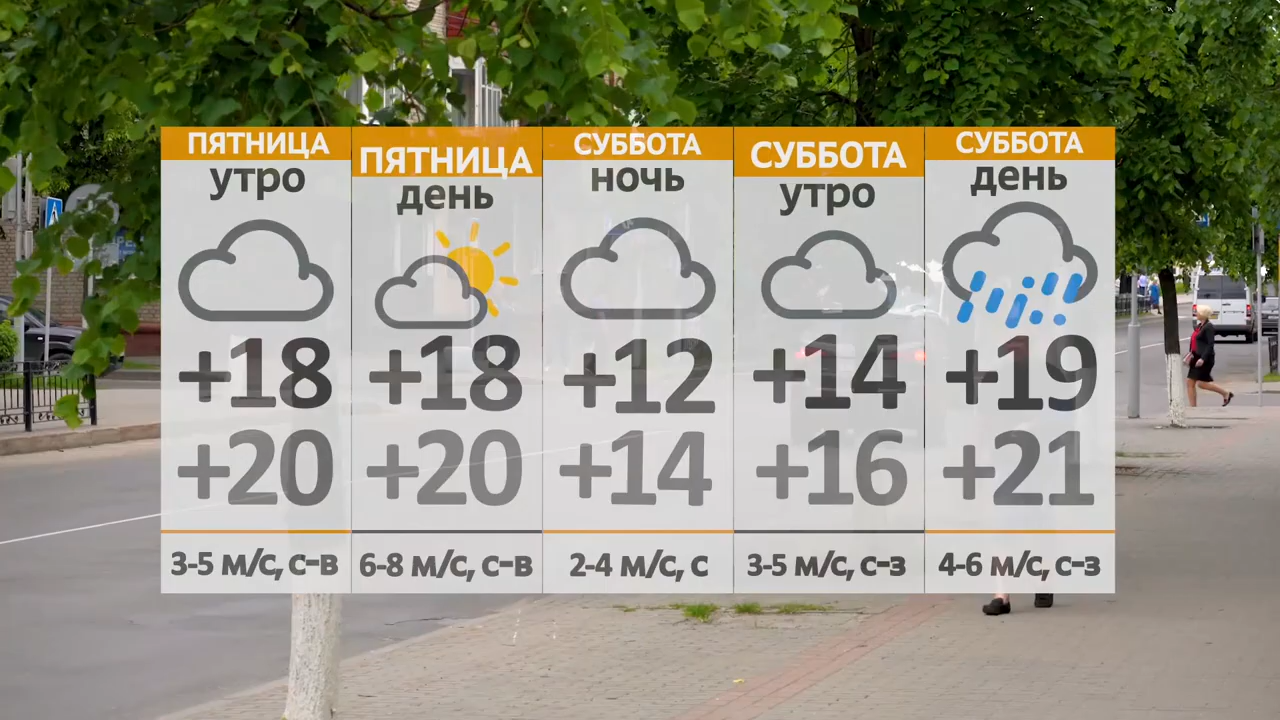 ПЯТНИЦА
утро
+18
+20
3-5 м/с, с-в
ПЯТНИЦА
день
+18
+20
6-8 м/с, с-в
СУББОТА
ночь
+12
+14
2-4 м/с, с
СУББОТА
утро
+14
+16
3-5 м/с, с-з
СУББОТА
день
+19
+21
4-6 м/с, с-з